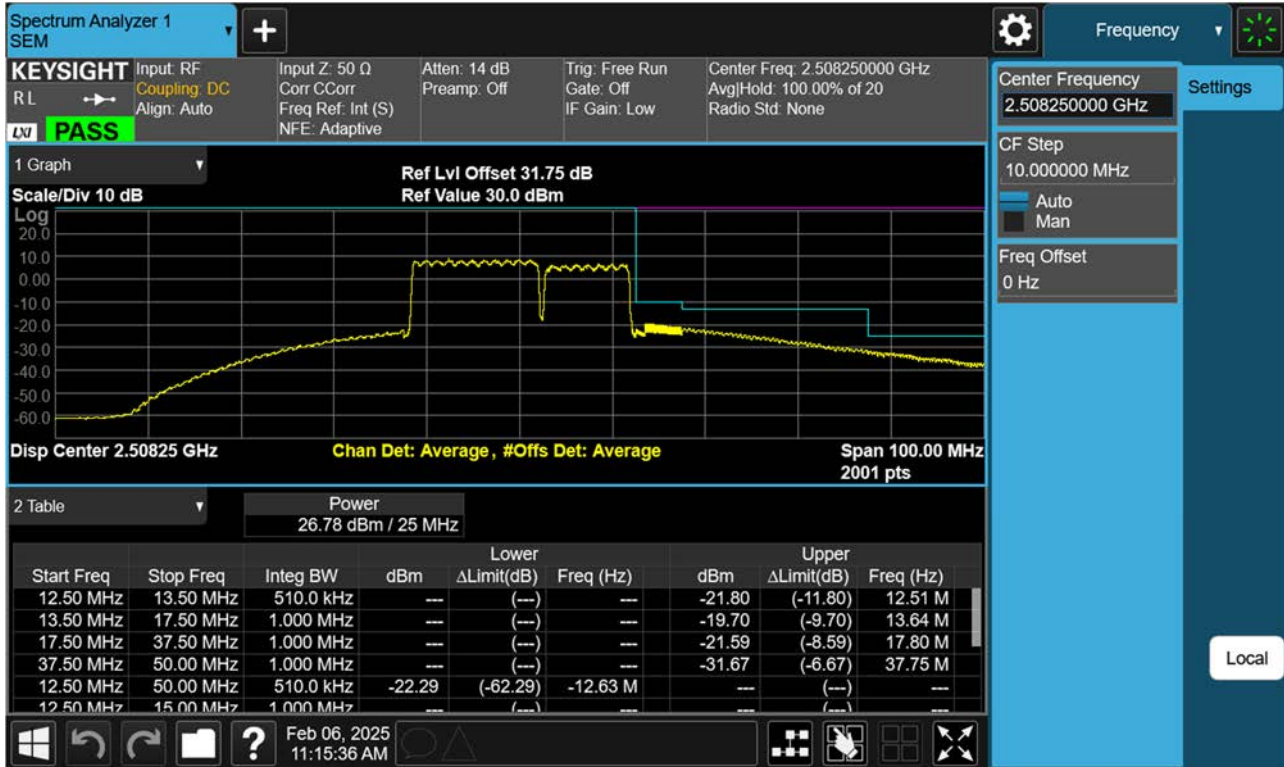 Spectrum Analyzer 1
SEM
+
Frequency
KEYSIGHT
RL
LXI
PASS
Input: RF
Coupling: DC
Align: Auto
Input Z: 50 Ω
Corr CCorr
Freq Ref: Int (S)
NFE: Adaptive
Atten: 14 dB
Preamp: Off
Trig: Free Run
Gate: Off
IF Gain: Low
Center Freq: 2.508250000 GHz
Avg|Hold: 100.00% of 20
Radio Std: None
Center Frequency
2.508250000 GHz
Settings
CF Step
10.000000 MHz
Auto
Man
Freq Offset
0 Hz
1 Graph
Scale/Div 10 dB
Ref Lvl Offset 31.75 dB
Ref Value 30.0 dBm
Log
20.0
10.0
0.00
-10.0
-20.0
-30.0
-40.0
-50.0
-60.0
Disp Center 2.50825 GHz Chan Det: Average, #Offs Det: Average Span 100.00 MHz
2001 pts
2 Table
Power
26.78 dBm / 25 MHz
Lower Upper
Start Freq Stop Freq Integ BW dBm ΔLimit(dB) Freq (Hz) dBm ΔLimit(dB) Freq (Hz)
12.50 MHz 13.50 MHz 510.0 kHz --- (---) --- -21.80 (-11.80) 12.51 M
13.50 MHz 17.50 MHz 1.000 MHz --- (---) --- -19.70 (-9.70) 13.64 M
17.50 MHz 37.50 MHz 1.000 MHz --- (---) --- -21.59 (-8.59) 17.80 M
37.50 MHz 50.00 MHz 1.000 MHz --- (---) --- -31.67 (-6.67) 37.75 M
12.50 MHz 50.00 MHz 510.0 kHz -22.29 (-62.29) -12.63 M --- (---) ---
12.50 MHz 15.00 MHz 1.000 MHz --- (---) --- --- (---) ---
Local
?
Feb 06, 2025
11:15:36 AM